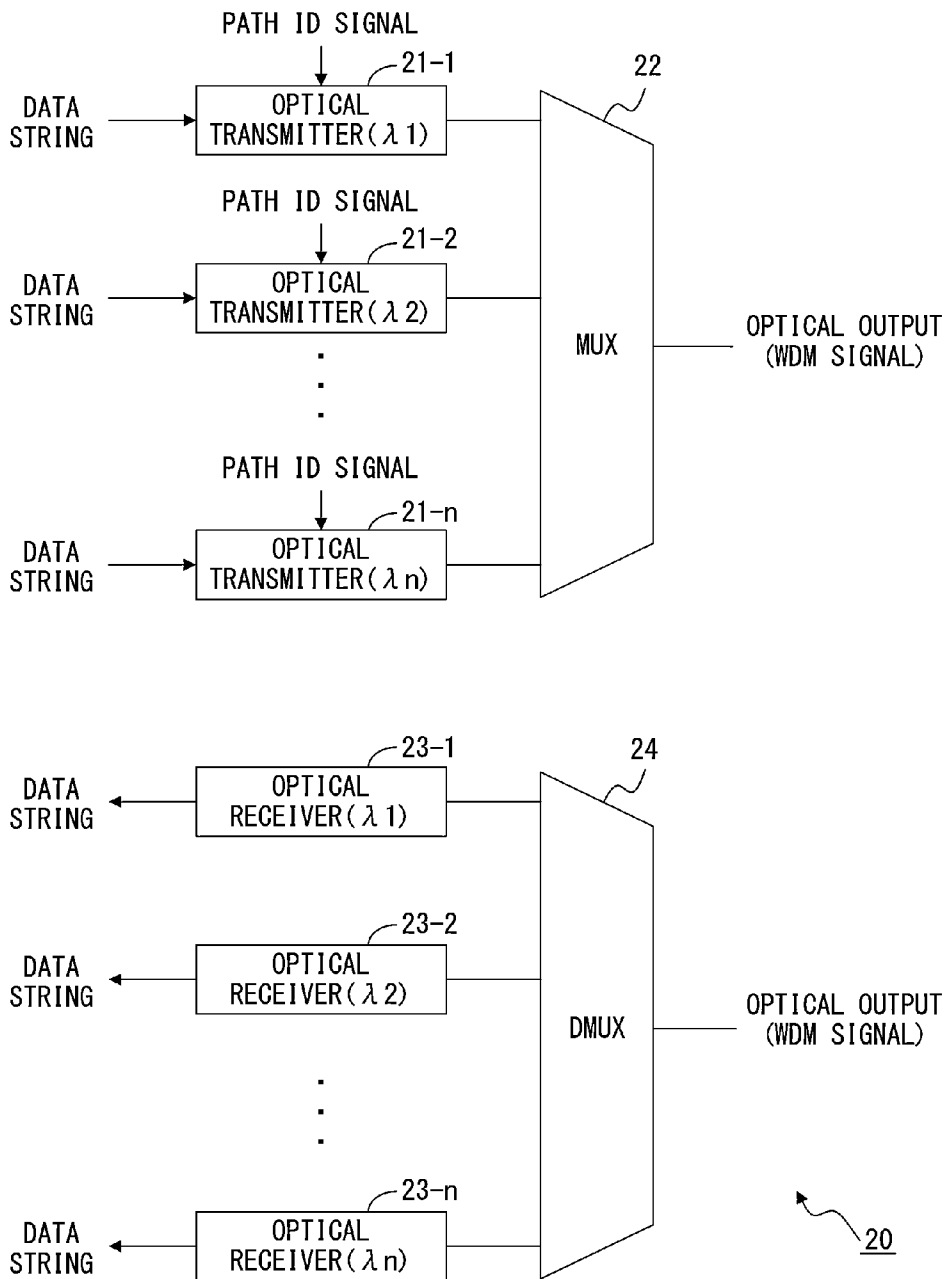 PATH ID SIGNAL
21-1
22
DATA
STRING
OPTICAL
TRANSMITTER(λ1)
PATH ID SIGNAL
21-2
DATA
STRING
OPTICAL
TRANSMITTER(λ2)
MUX
OPTICAL OUTPUT
(WDM SIGNAL)
PATH ID SIGNAL
21-n
DATA
STRING
OPTICAL
TRANSMITTER(λn)
23-1
24
DATA
STRING
OPTICAL
RECEIVER(λ1)
23-2
DATA
STRING
OPTICAL
RECEIVER(λ2)
DMUX
OPTICAL OUTPUT
(WDM SIGNAL)
23-n
DATA
STRING
OPTICAL
RECEIVER(λn)
20